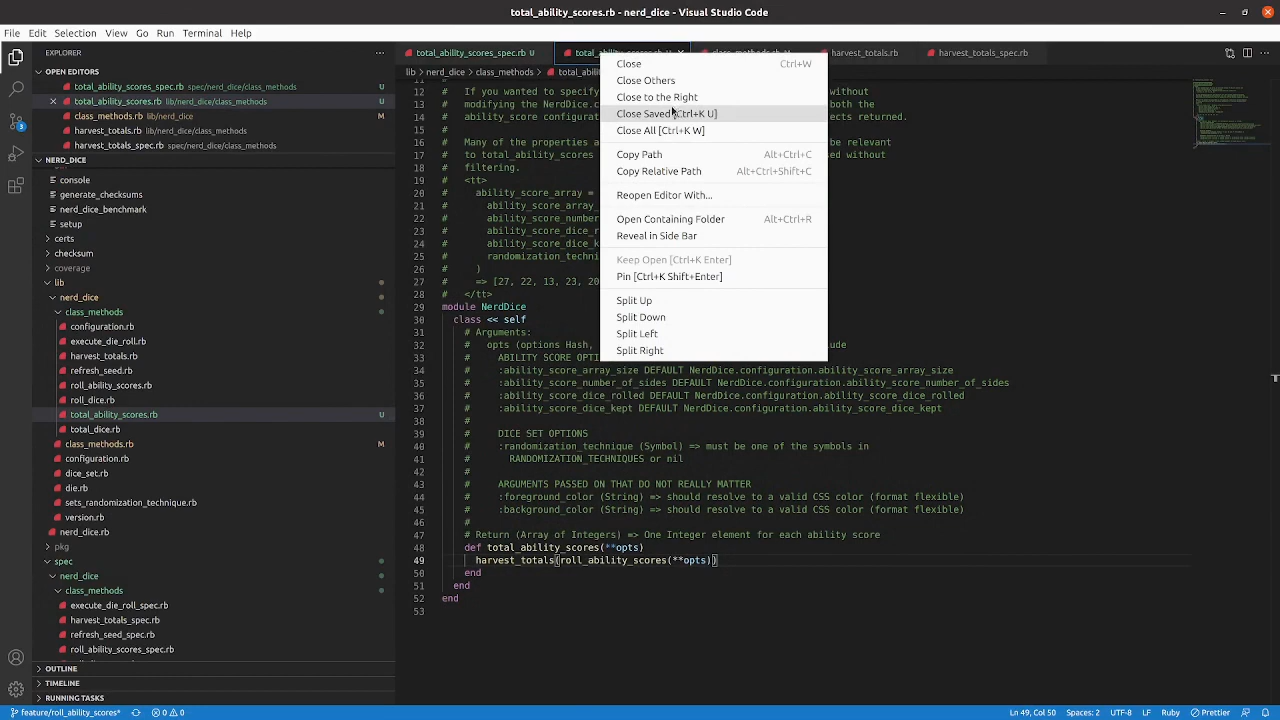 total_ability_scores.rb - nerd_dice - Visual Studio Code
File Edit Selection View Go Run Terminal Help
EXPLORER
OPEN EDITORS
total_ability_scores_spec.rb spec/nerd_dice/class_methods U
total_ability_scores.rb lib/nerd_dice/class_methods U
class_methods.rb lib/nerd_dice M
harvest_totals.rb lib/nerd_dice/class_methods
harvest_totals_spec.rb spec/nerd_dice/class_methods
NERD_DICE
console
generate_checksums
nerd_dice_benchmark
setup
certs
checksum
coverage
lib
nerd_dice
class_methods
configuration.rb
execute_die_roll.rb
harvest_totals.rb
refresh_seed.rb
roll_ability_scores.rb
roll_dice.rb
total_ability_scores.rb U
total_dice.rb
class_methods.rb M
configuration.rb
dice_set.rb
die.rb
sets_randomization_technique.rb
version.rb
nerd_dice.rb
pkg
spec
nerd_dice
class_methods
execute_die_roll_spec.rb
harvest_totals_spec.rb
refresh_seed_spec.rb
roll_ability_scores_spec.rb
OUTLINE
TIMELINE
RUNNING TASKS
3
total_ability_scores_spec.rb U
harvest_totals.rb
harvest_totals_spec.rb
lib > nerd_dice > class_methods >
12 # If you wanted to specify
without
13 # modifying the NerdDice.c
both the
14 # ability_score configurat
objects returned.
15 #
16 # Many of the properties a
be relevant
17 # to total_ability_scores
without
18 # filtering.
19 # <tt>
20 # ability_score_array =
21 # ability_score_array_
22 # ability_score_number
23 # ability_score_dice_r
24 # ability_score_dice_k
25 # randomization_techni
26 # )
27 # => [27, 22, 13, 23, 20
28 # </tt>
29 module NerdDice
30 class << self
31 # Arguments:
32 # opts (options Hash,
33 # ABILITY SCORE OPTI
34 # :ability_score_array_size DEFAULT NerdDice.configuration.ability_score_array_size
35 # :ability_score_number_of_sides DEFAULT NerdDice.configuration.ability_score_number_of_sides
36 # :ability_score_dice_rolled DEFAULT NerdDice.configuration.ability_score_dice_rolled
37 # :ability_score_dice_kept DEFAULT NerdDice.configuration.ability_score_dice_kept
38 #
39 # DICE SET OPTIONS
40 # :randomization_technique (Symbol) => must be one of the symbols in
41 # RANDOMIZATION_TECHNIQUES or nil
42 #
43 # ARGUMENTS PASSED ON THAT DO NOT REALLY MATTER
44 # :foreground_color (String) => should resolve to a valid CSS color (format flexible)
45 # :background_color (String) => should resolve to a valid CSS color (format flexible)
46 #
47 # Return (Array of Integers) => One Integer element for each ability score
48 def total_ability_scores(**opts)
49 harvest_totals(roll_ability_scores(**opts))
50 end
51 end
52 end
53
Close Ctrl+W
Close Others
Close to the Right
Close Saved [Ctrl+K U]
Close All [Ctrl+K W]
Copy Path Alt+Ctrl+C
Copy Relative Path Alt+Ctrl+Shift+C
Reopen Editor With...
Open Containing Folder Alt+Ctrl+R
Reveal in Side Bar
Keep Open [Ctrl+K Enter]
Pin [Ctrl+K Shift+Enter]
Split Up
Split Down
Split Left
Split Right
feature/roll_ability_scores* 0 0 Ln 49, Col 50 Spaces: 2 UTF-8 LF Ruby Prettier